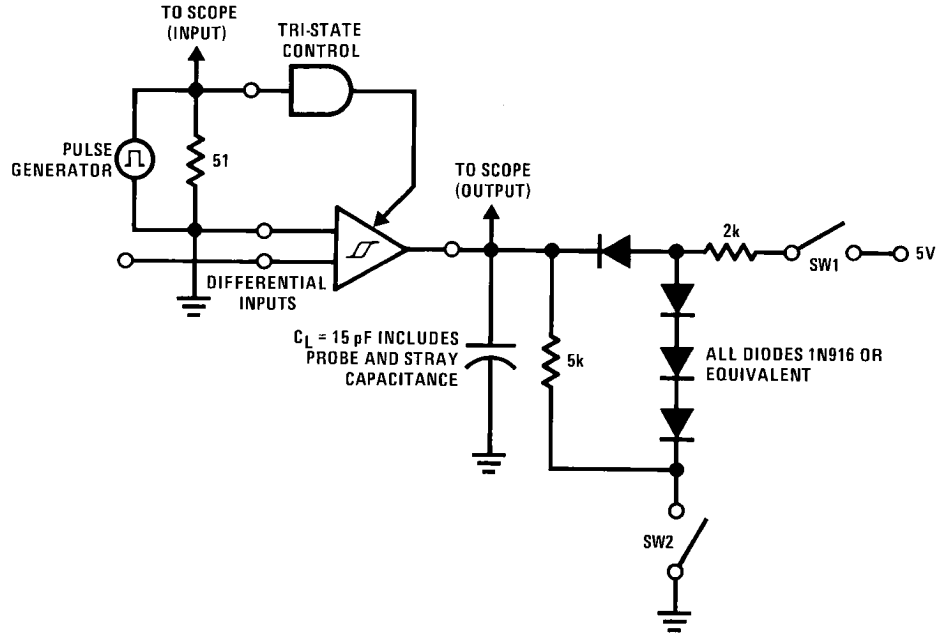 TO SCOPE
(INPUT)
TRI-STATE
CONTROL
PULSE
GENERATOR
51
TO SCOPE
(OUTPUT)
DIFFERENTIAL
INPUTS
2k
SW1
5V
CL = 15 pF INCLUDES
PROBE AND STRAY
CAPACITANCE
5k
ALL DIODES 1N916 OR
EQUIVALENT
SW2